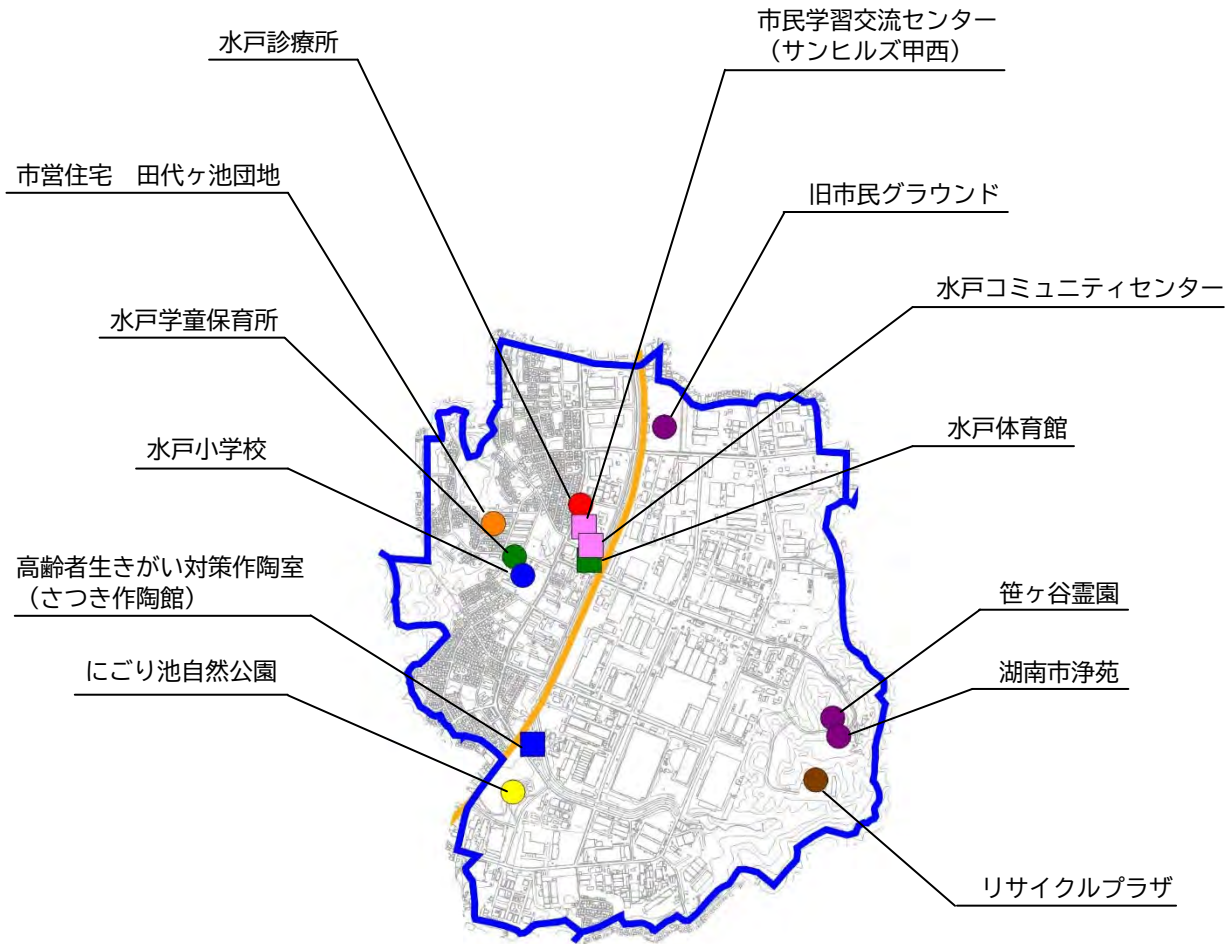 市民学習交流センター
（サンヒルズ甲西）
水戸診療所
市営住宅　田代ヶ池団地
旧市民グラウンド
水戸コミュニティセンター
水戸学童保育所
水戸体育館
水戸小学校
高齢者生きがい対策作陶室
（さつき作陶館）
笹ヶ谷霊園
にごり池自然公園
湖南市浄苑
リサイクルプラザ